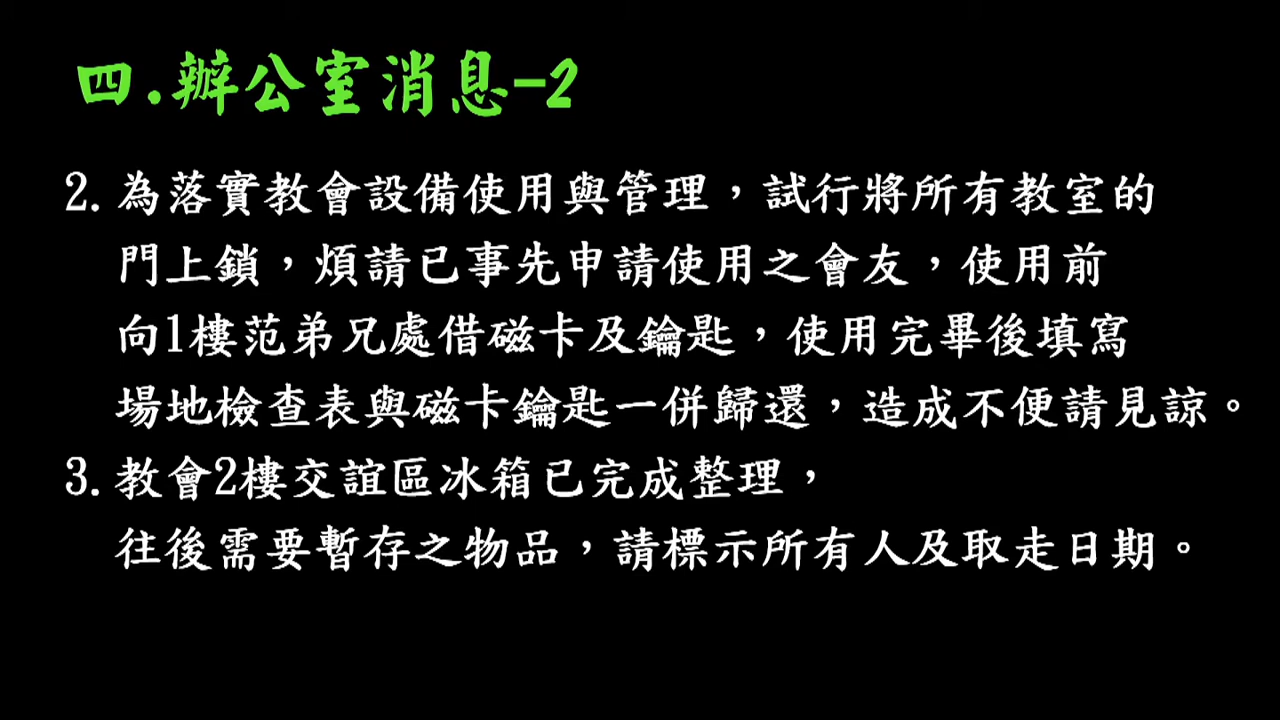 四.辦公室消息-2
2.為落實教會設備使用與管理，試行將所有教室的
門上鎖，煩請已事先申請使用之會友，使用前
向1樓范弟兄處借磁卡及鑰匙，使用完畢後填寫
場地檢查表與磁卡鑰匙一併歸還，造成不便請見諒。
3.教會2樓交誼區冰箱已完成整理，
往後需要暫存之物品，請標示所有人及取走日期。